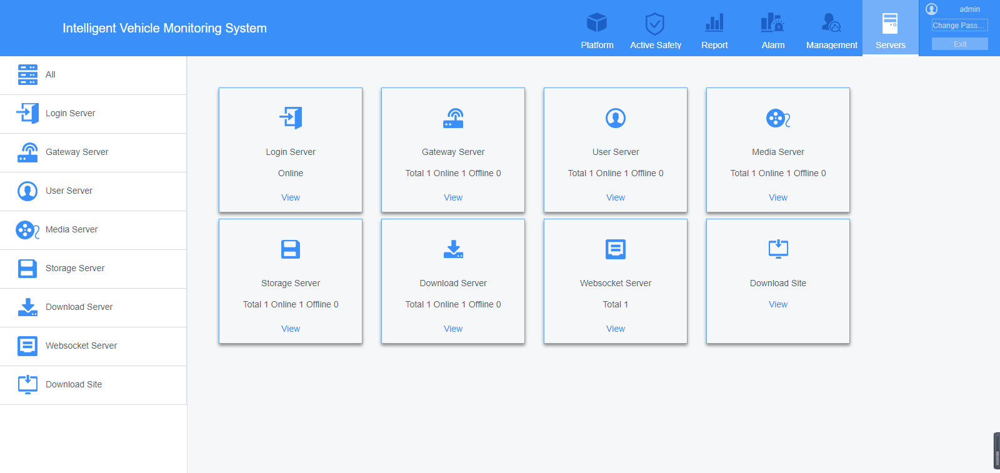 Intelligent Vehicle Monitoring System
Platform
Active Safety
Report
Alarm
Management
Servers
admin
Change Pass...
Exit
All
Login Server
Gateway Server
User Server
Media Server
Storage Server
Download Server
Websocket Server
Download Site
Login Server
Online
View
Gateway Server
Total 1 Online 1 Offline 0
View
User Server
Total 1 Online 1 Offline 0
View
Media Server
Total 1 Online 1 Offline 0
View
Storage Server
Total 1 Online 1 Offline 0
View
Download Server
Total 1 Online 1 Offline 0
View
Websocket Server
Total 1
View
Download Site
View